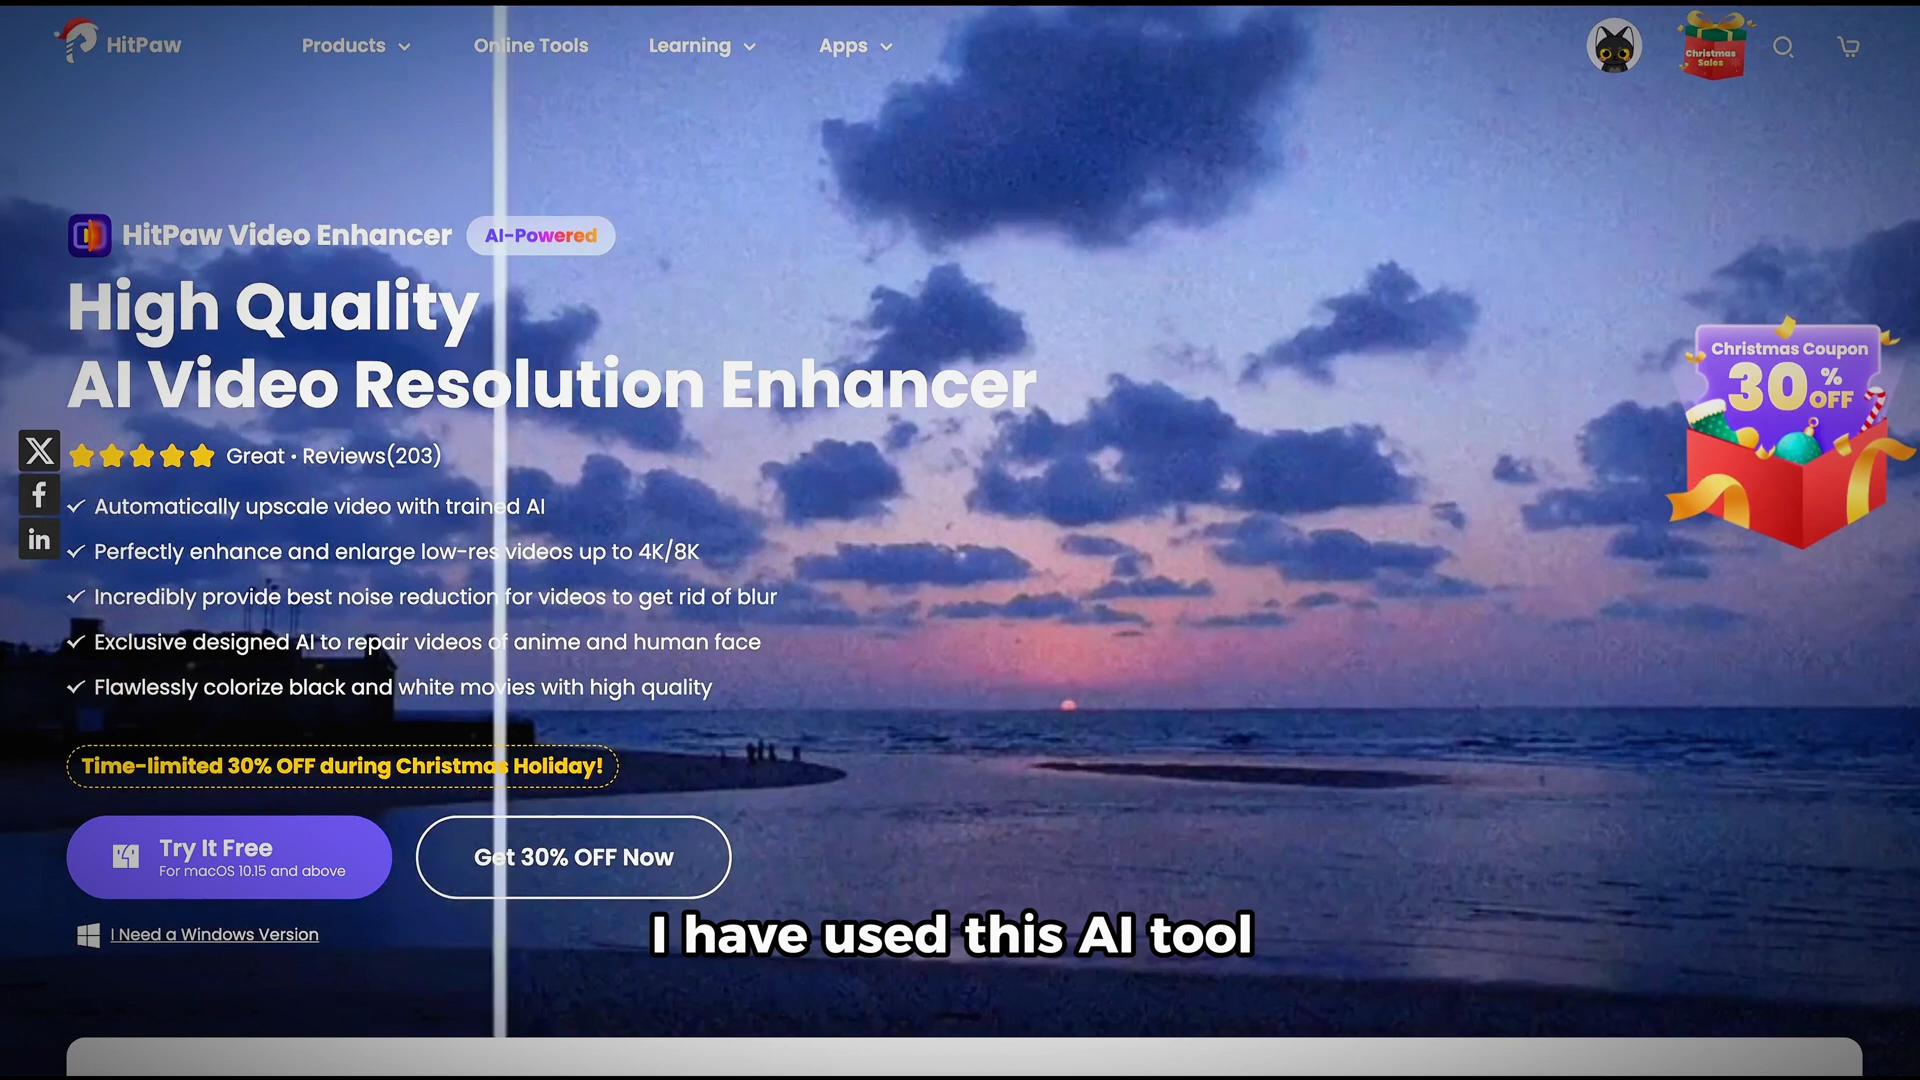 HitPaw
Products
Online Tools
Learning
Apps
Christmas
Sales
HitPaw Video Enhancer
AI-Powered
High Quality
AI Video Resolution Enhancer
Christmas Coupon
30% OFF
Great • Reviews(203)
Automatically upscale video with trained AI
Perfectly enhance and enlarge low-res videos up to 4K/8K
Incredibly provide best noise reduction for videos to get rid of blur
Exclusive designed AI to repair videos of anime and human face
Flawlessly colorize black and white movies with high quality
Time-limited 30% OFF during Christmas Holiday!
Try It Free
For macOS 10.15 and above
Get 30% OFF Now
I Need a Windows Version
I have used this AI tool